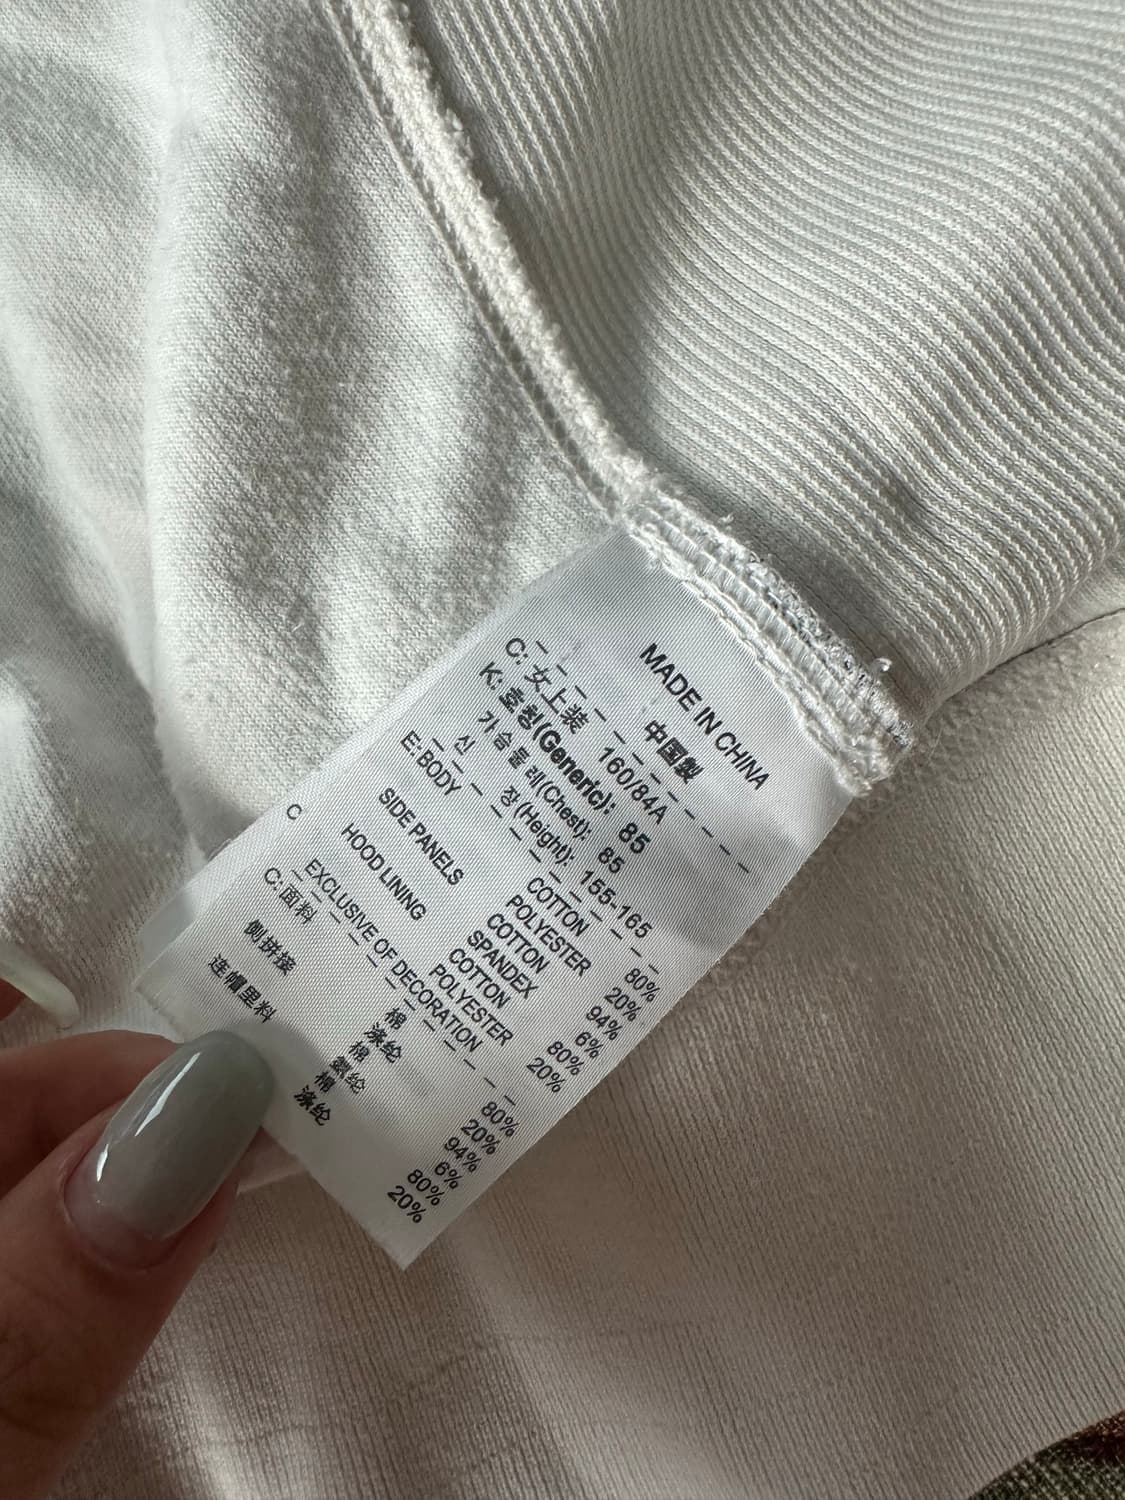 MADE IN CHINA
中国製
C: 女上装 160/84A
K: 호칭(Generic): 85
가슴둘레(Chest): 85
신 장(Height): 155-165
E: BODY COTTON 80%
POLYESTER 20%
SIDE PANELS COTTON 94%
SPANDEX 6%
HOOD LINING COTTON 80%
POLYESTER 20%
EXCLUSIVE OF DECORATION
C: 面料 棉 80%
涤纶 20%
侧拼接 棉 94%
氨纶 6%
连帽里料 棉 80%
涤纶 20%
C